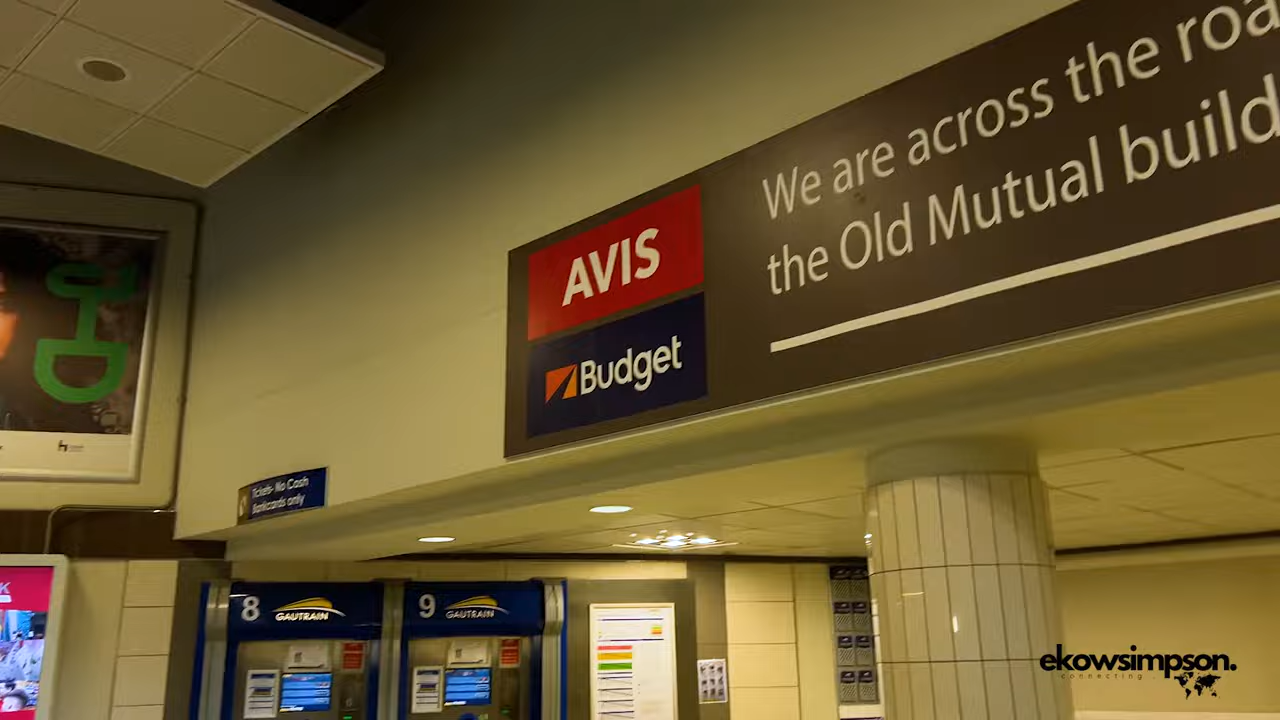 We are across the roa
the Old Mutual build
AVIS
Budget
Tickets- No Cash
Bankcards only
8 GAUTRAIN
9 GAUTRAIN
ekowsimpson.
connecting